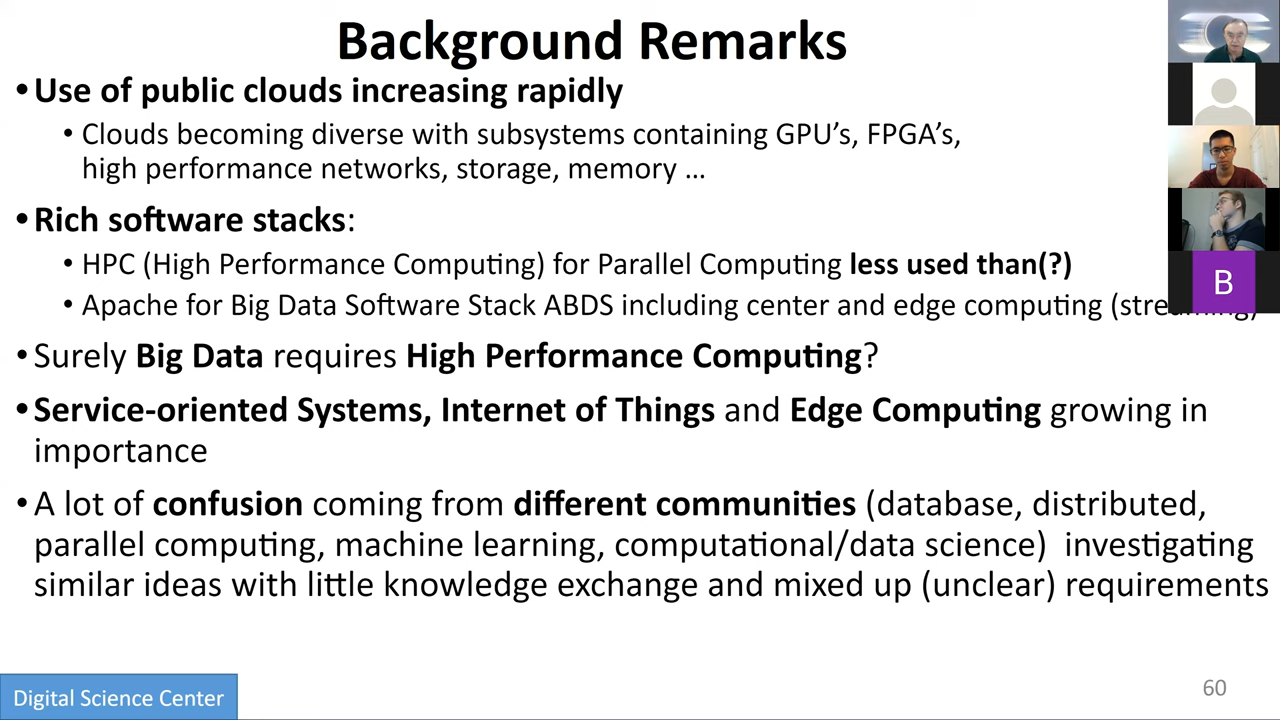 Background Remarks
• Use of public clouds increasing rapidly
• Clouds becoming diverse with subsystems containing GPU’s, FPGA’s,
high performance networks, storage, memory …
• Rich software stacks:
• HPC (High Performance Computing) for Parallel Computing less used than(?)
• Apache for Big Data Software Stack ABDS including center and edge computing (streaming)
• Surely Big Data requires High Performance Computing?
• Service-oriented Systems, Internet of Things and Edge Computing growing in
importance
• A lot of confusion coming from different communities (database, distributed,
parallel computing, machine learning, computational/data science) investigating
similar ideas with little knowledge exchange and mixed up (unclear) requirements
B
Digital Science Center
60